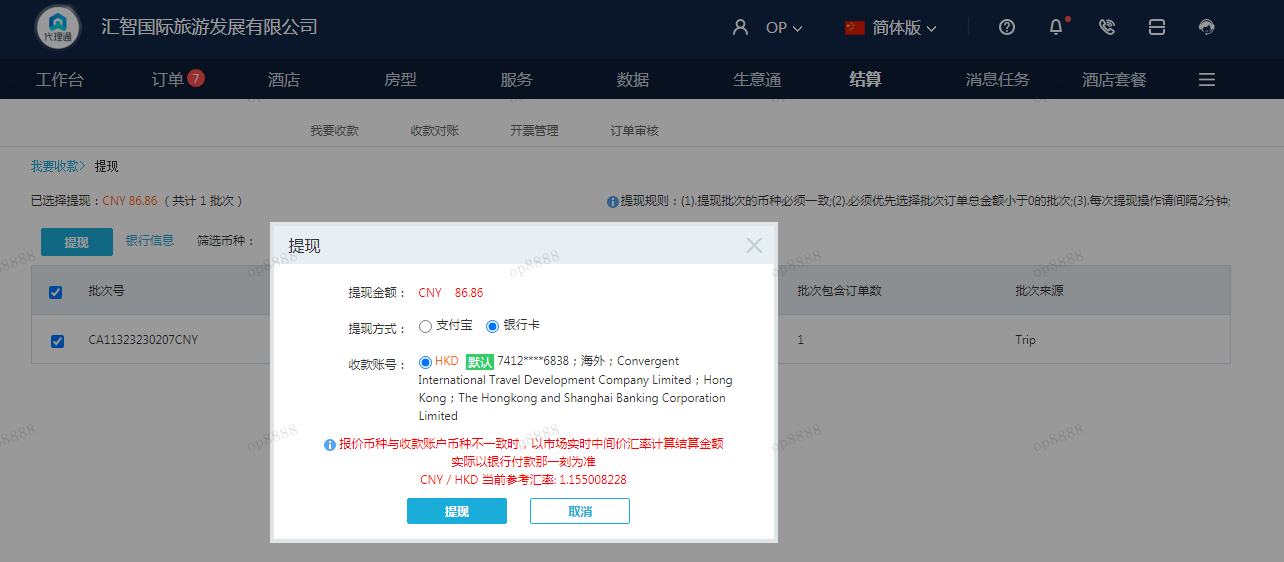 代理通
汇智国际旅游发展有限公司
OP
简体版
工作台 订单 7 酒店 房型 服务 数据 生意通 结算 消息任务 酒店套餐
我要收款 收款对账 开票管理 订单审核
我要收款> 提现
已选择提现：CNY 86.86 （共计 1 批次）
提现规则：(1).提现批次的币种必须一致;(2).必须优先选择批次订单总金额小于0的批次;(3).每次提现操作请间隔2分钟;
提现 银行信息 筛选币种：
批次号 批次包含订单数 批次来源
CA11323230207CNY 1 Trip
提现
提现金额： CNY 86.86
提现方式： 支付宝 银行卡
收款账号： HKD 默认 7412****6838；海外；Convergent
International Travel Development Company Limited；Hong
Kong；The Hongkong and Shanghai Banking Corporation
Limited
报价币种与收款账户币种不一致时，以市场实时中间价汇率计算结算金额
实际以银行付款那一刻为准
CNY / HKD 当前参考汇率: 1.155008228
提现 取消
op8888
op8888
op8888
op8888
op8888
op8888